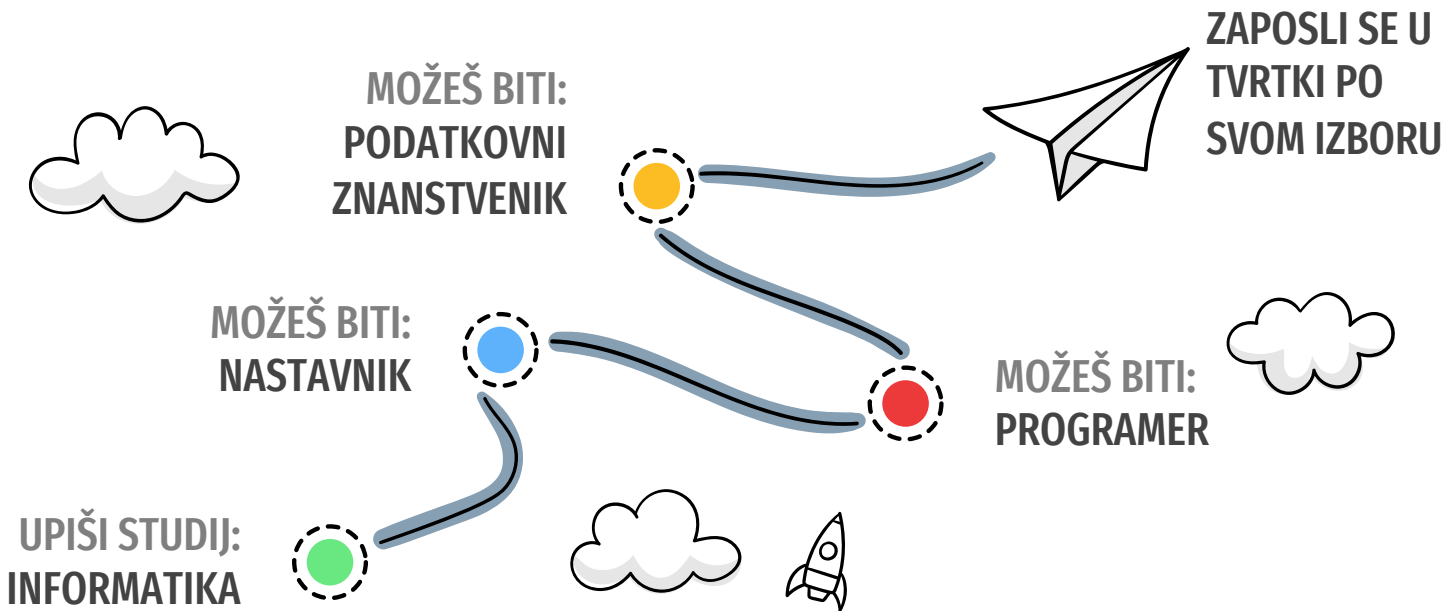 ZAPOSLI SE U
TVRTKI PO
SVOM IZBORU
MOŽEŠ BITI:
PODATKOVNI
ZNANSTVENIK
MOŽEŠ BITI:
NASTAVNIK
MOŽEŠ BITI:
PROGRAMER
UPIŠI STUDIJ:
INFORMATIKA